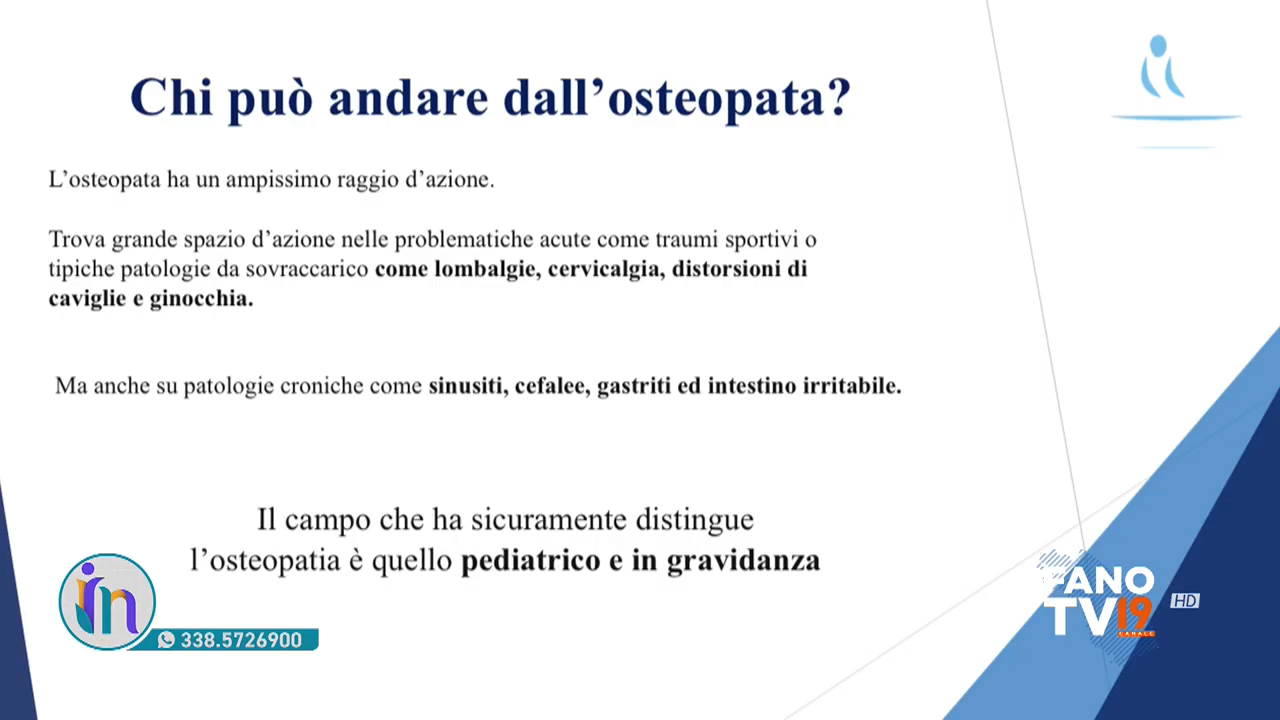 Chi può andare dall’osteopata?
L’osteopata ha un ampissimo raggio d’azione.
Trova grande spazio d’azione nelle problematiche acute come traumi sportivi o
tipiche patologie da sovraccarico come lombalgie, cervicalgia, distorsioni di
caviglie e ginocchia.
Ma anche su patologie croniche come sinusiti, cefalee, gastriti ed intestino irritabile.
Il campo che ha sicuramente distingue
l’osteopatia è quello pediatrico e in gravidanza
in
338.5726900
FANO
TV19
CANALE
HD